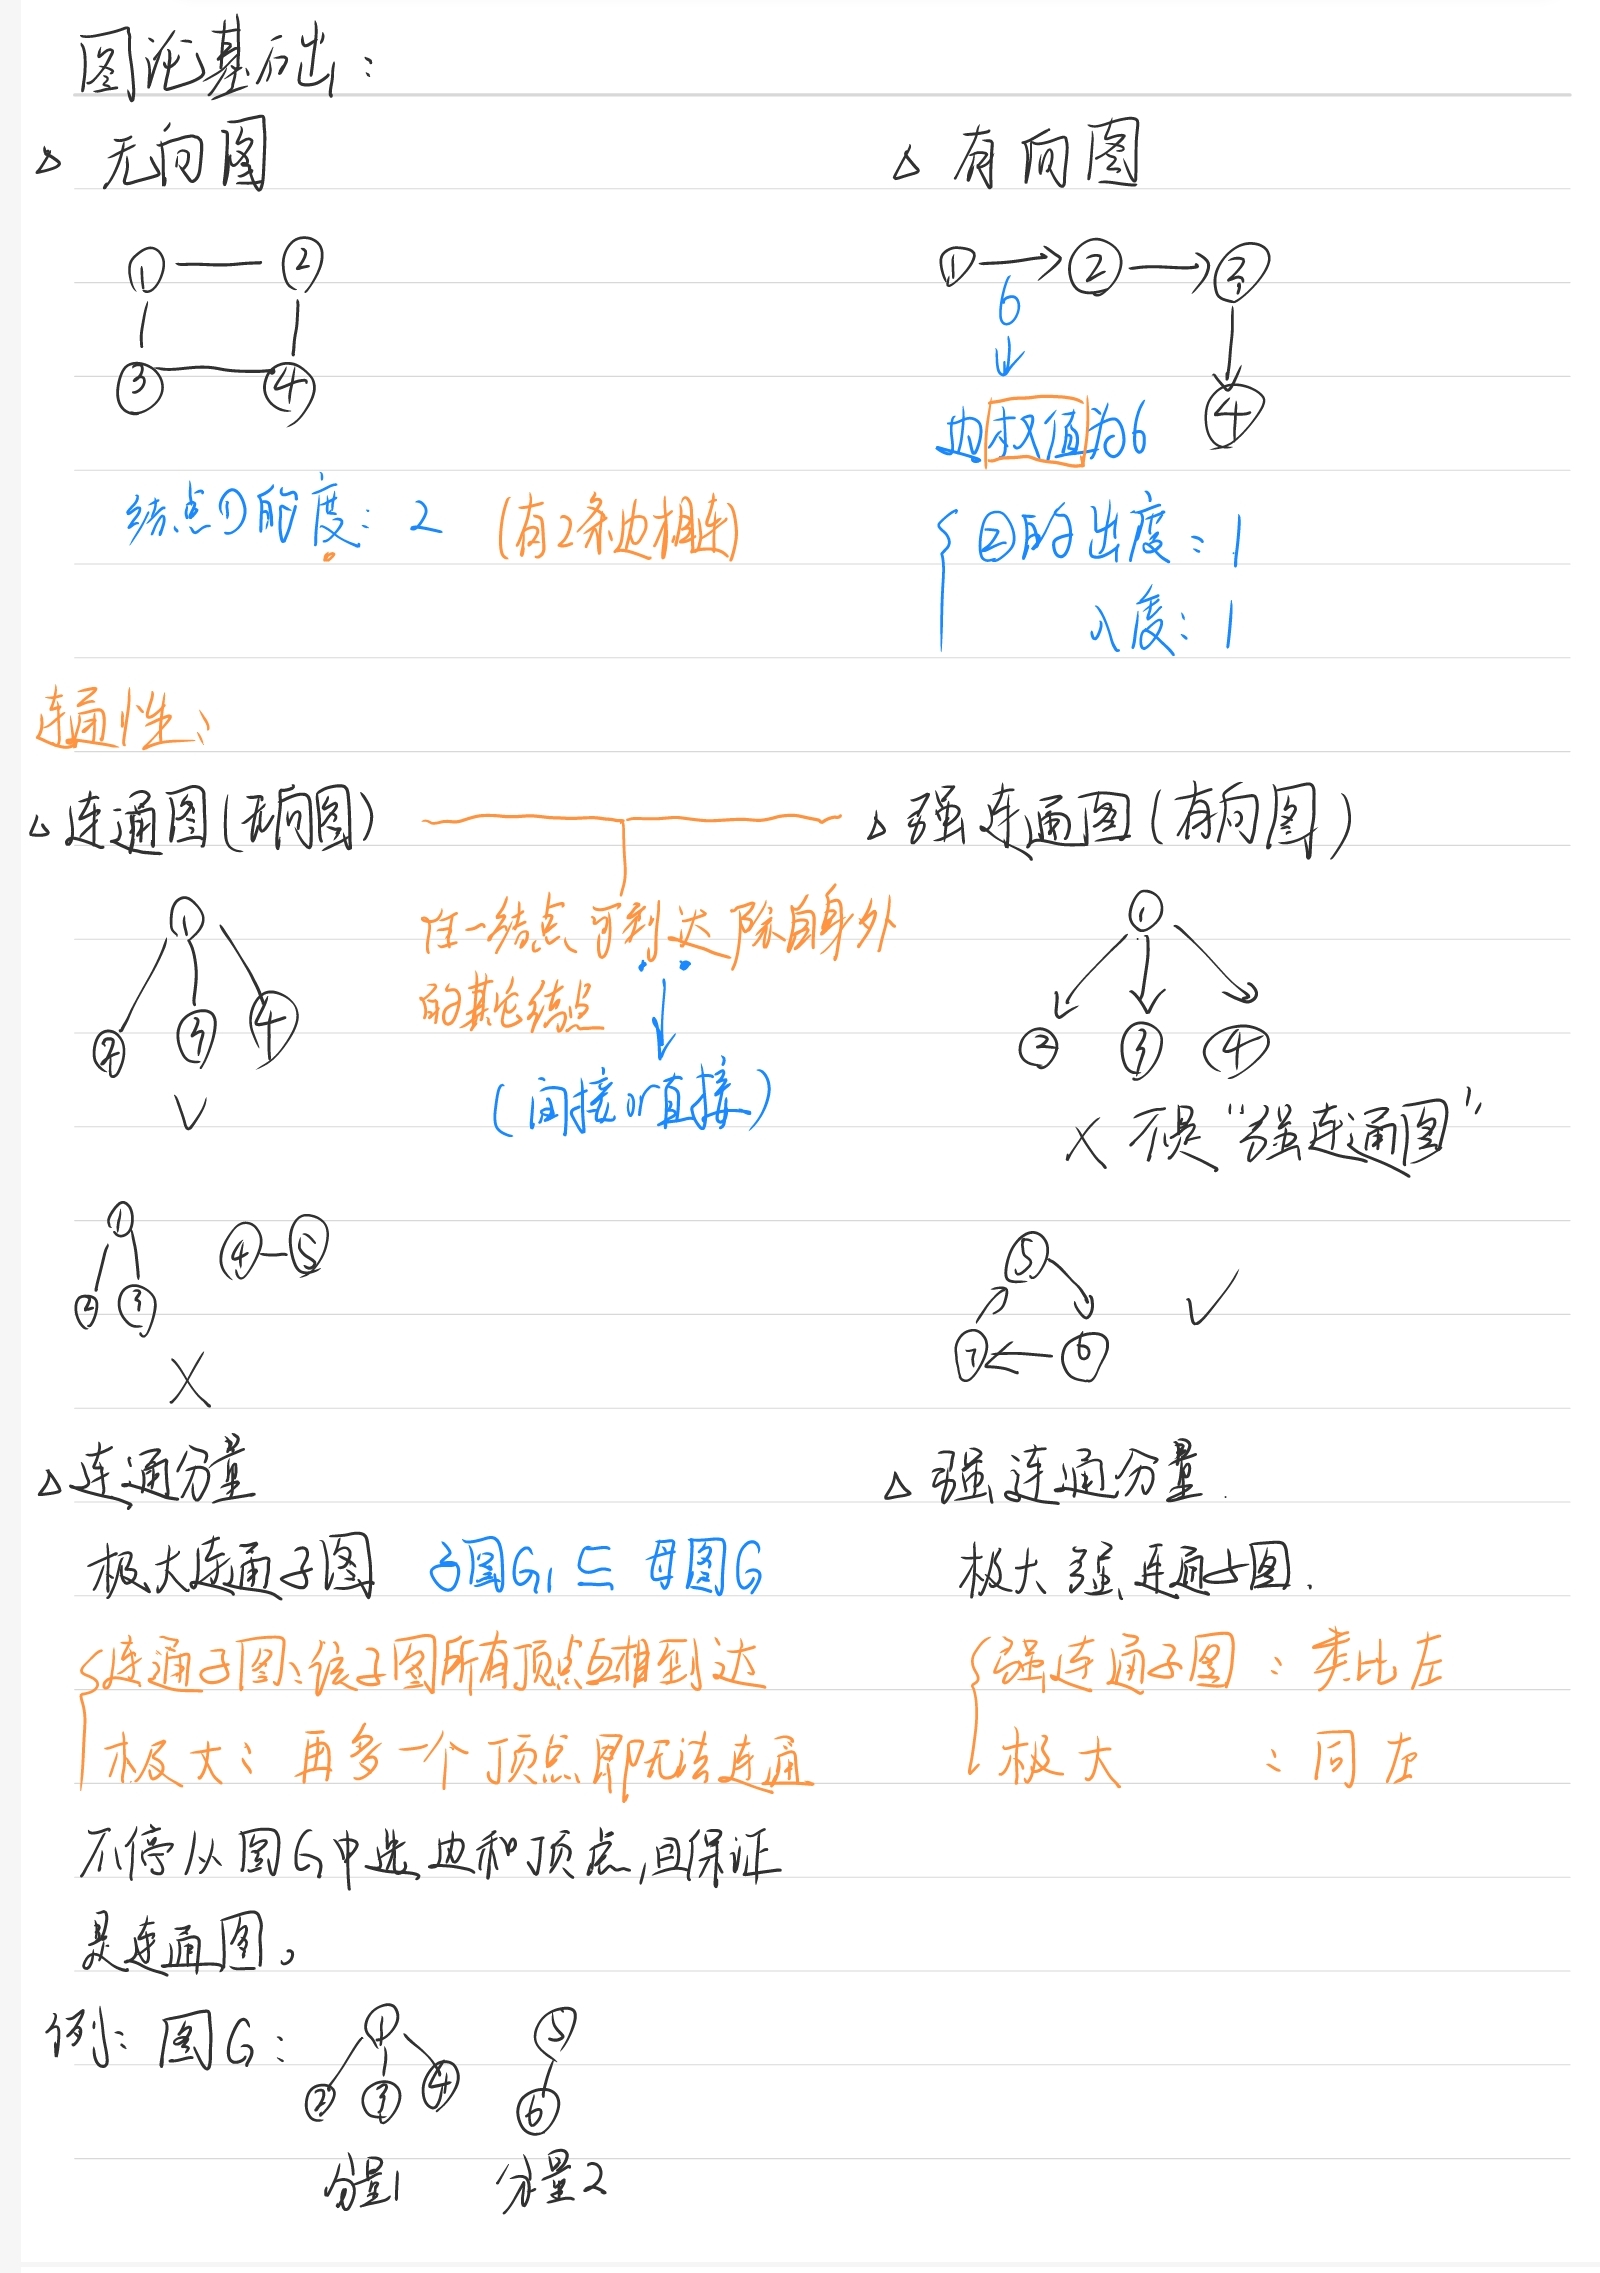 图论基础：
△ 无向图
△ 有向图
① ②
③ ④
① ② ③
6
④
边权值为6
结点①的度：2 (有2条边相连)
②的出度：1
入度：1
连通性：
△ 连通图(无向图)
△ 强连通图(有向图)
①
② ③ ④
√
任一结点可到达除自身外
的其它结点
(间接or直接)
①
② ③ ④
× 不是“强连通图”
① ④ ⑤
② ③
×
⑤
⑦ ⑥
√
△ 连通分量
极大连通子图 子图G₁ ⊆ 母图G
连通子图：该子图所有顶点互相到达
极大：再多一个顶点即无法连通
不停从图G中选边和顶点,且保证
是连通图。
△ 强连通分量.
极大强连通子图.
强连通子图：类比左
极大：同左
例：图G：
① ⑤
② ③ ④ ⑥
分量1 分量2